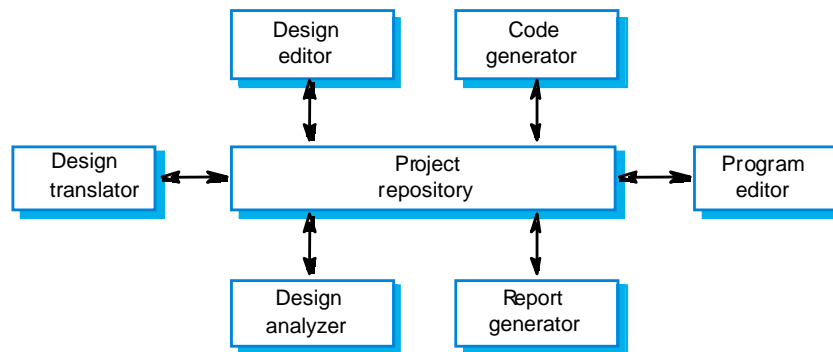 Design
editor
Code
generator
Design
translator
Project
repository
Program
editor
Design
analyzer
Report
generator